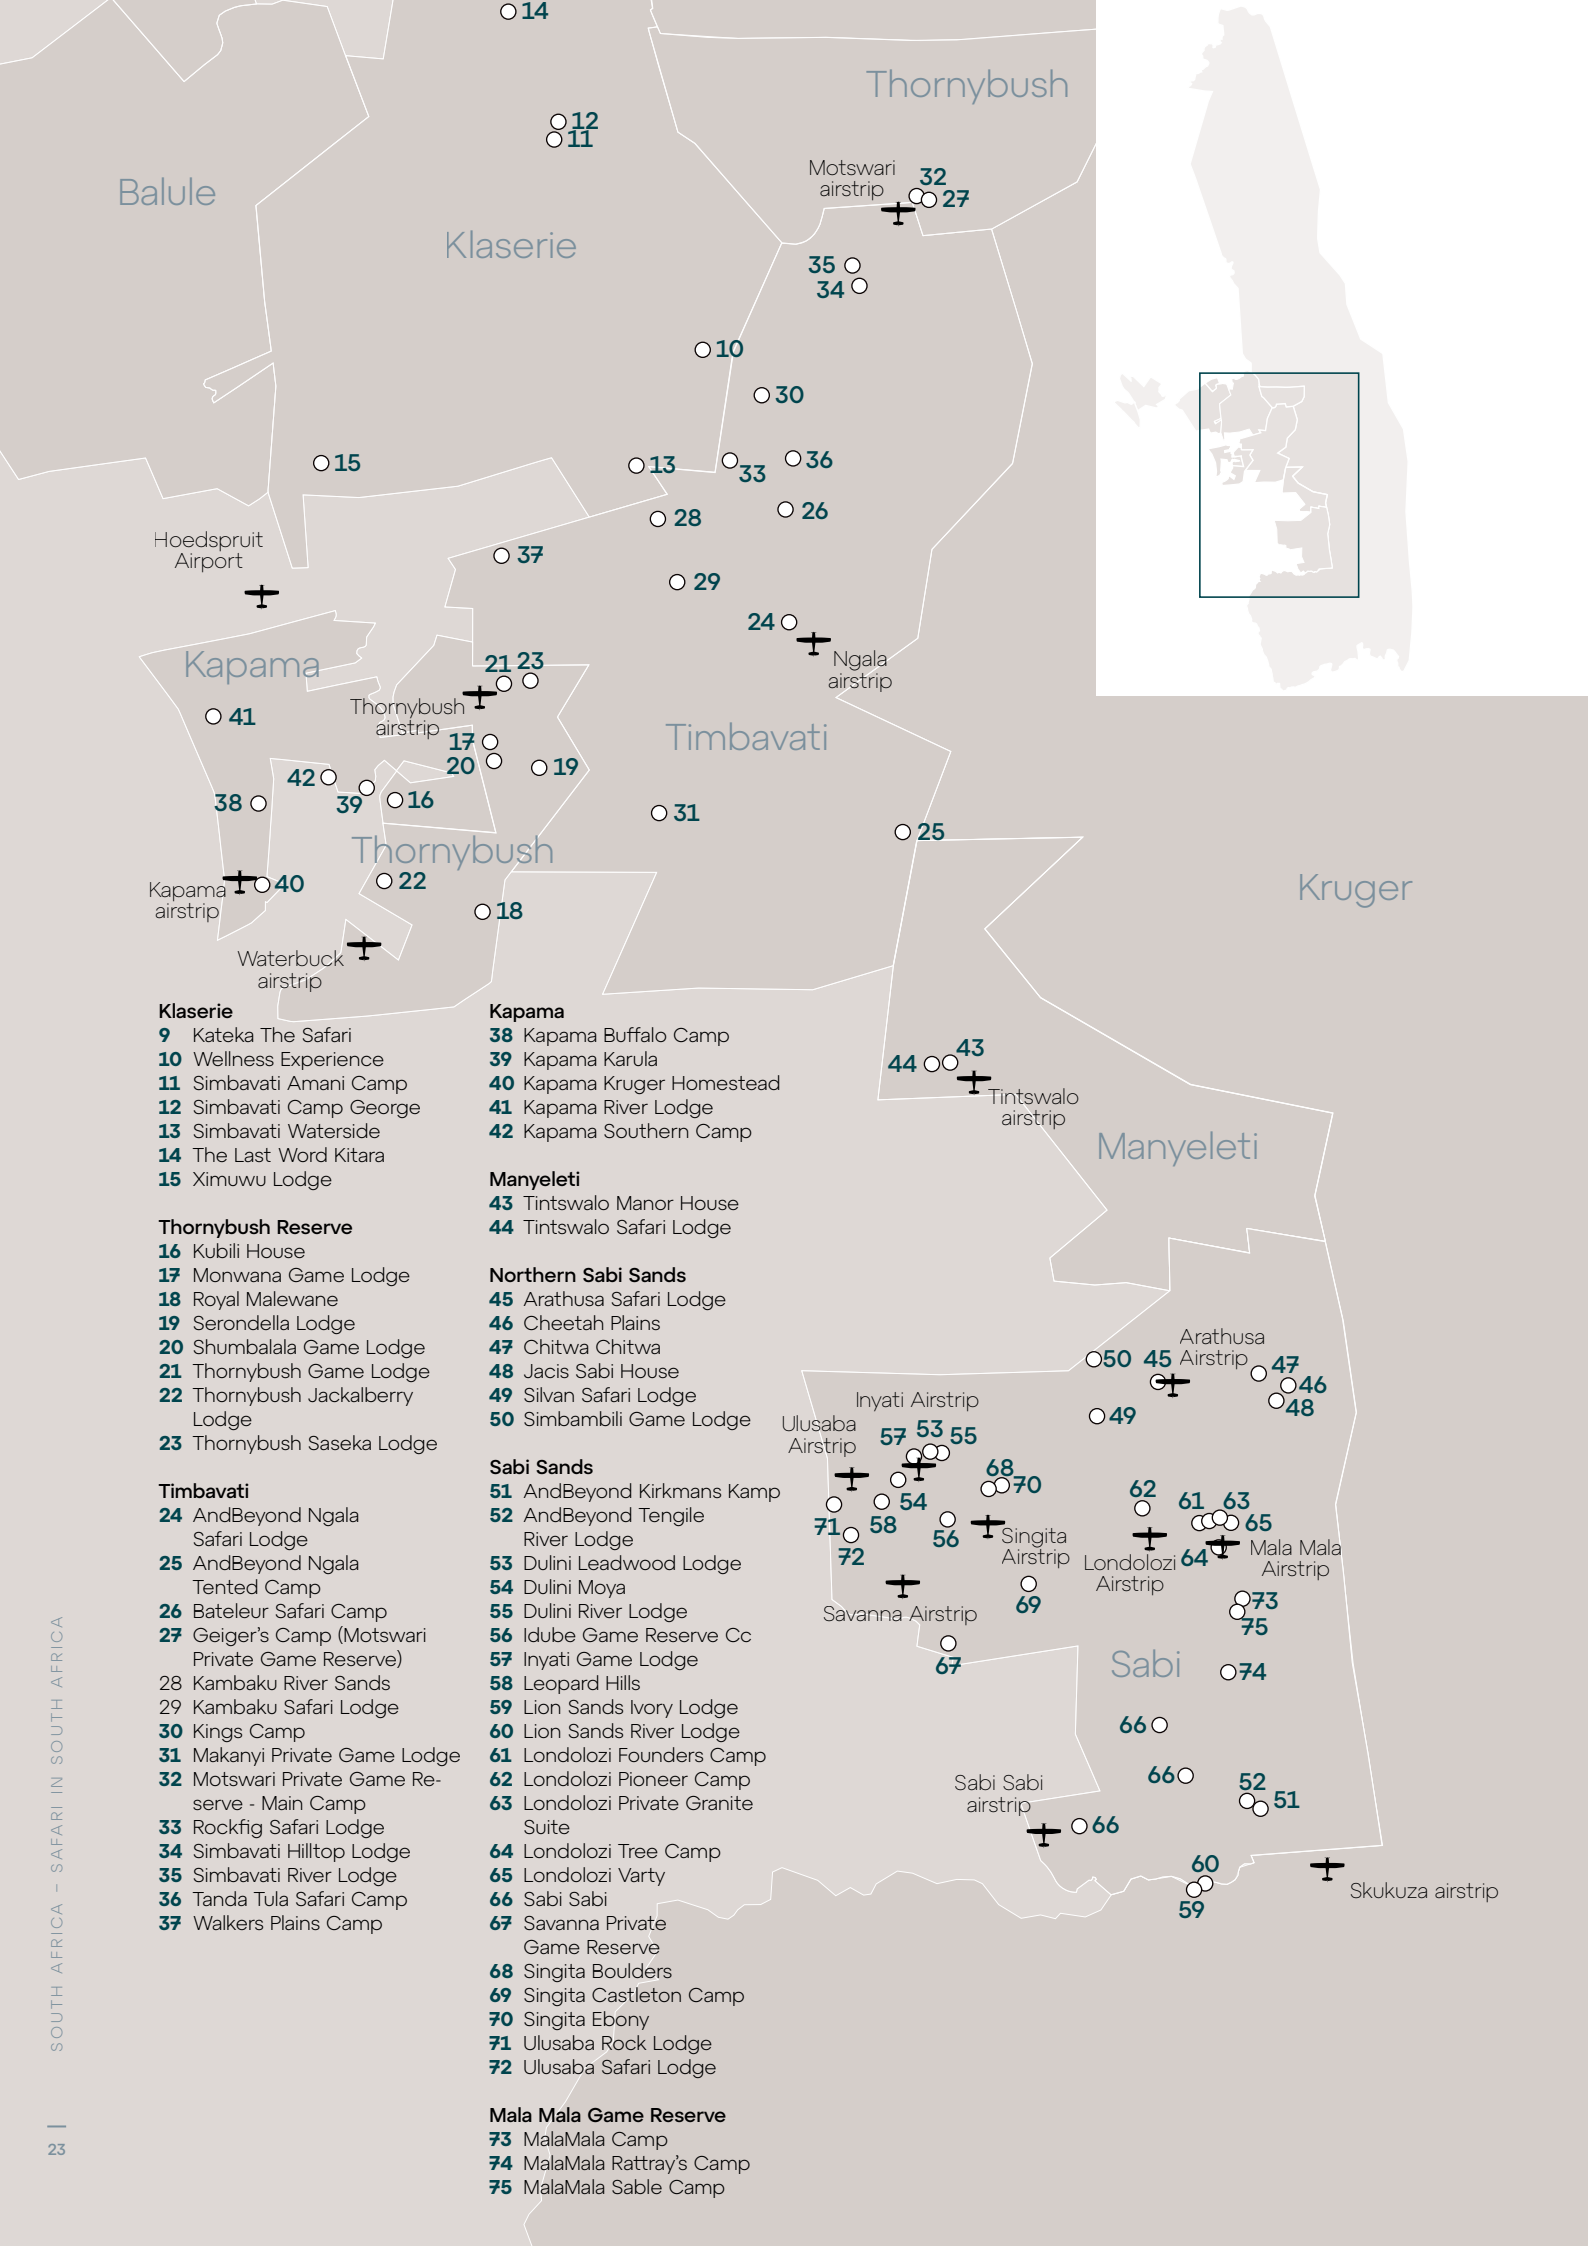 14
Thornybush
12
11
Motswari
airstrip
32
27
Balule
Klaserie
35
34
10
30
15
13
33
36
28
26
Hoedspruit
Airport
37
29
24
Ngala
airstrip
Kapama
21 23
Thornybush
airstrip
41
17
20
19
Timbavati
42
39
16
38
31
25
Thornybush
Kruger
Kapama
airstrip
40
22
18
Waterbuck
airstrip
44
43
Tintswalo
airstrip
Manyeleti
Klaserie
9 Kateka The Safari
10 Wellness Experience
11 Simbavati Amani Camp
12 Simbavati Camp George
13 Simbavati Waterside
14 The Last Word Kitara
15 Ximuwu Lodge
Thornybush Reserve
16 Kubili House
17 Monwana Game Lodge
18 Royal Malewane
19 Serondella Lodge
20 Shumbalala Game Lodge
21 Thornybush Game Lodge
22 Thornybush Jackalberry
Lodge
23 Thornybush Saseka Lodge
Timbavati
24 AndBeyond Ngala
Safari Lodge
25 AndBeyond Ngala
Tented Camp
26 Bateleur Safari Camp
27 Geiger's Camp (Motswari
Private Game Reserve)
28 Kambaku River Sands
29 Kambaku Safari Lodge
30 Kings Camp
31 Makanyi Private Game Lodge
32 Motswari Private Game Re-
serve - Main Camp
33 Rockfig Safari Lodge
34 Simbavati Hilltop Lodge
35 Simbavati River Lodge
36 Tanda Tula Safari Camp
37 Walkers Plains Camp
Kapama
38 Kapama Buffalo Camp
39 Kapama Karula
40 Kapama Kruger Homestead
41 Kapama River Lodge
42 Kapama Southern Camp
Manyeleti
43 Tintswalo Manor House
44 Tintswalo Safari Lodge
Northern Sabi Sands
45 Arathusa Safari Lodge
46 Cheetah Plains
47 Chitwa Chitwa
48 Jacis Sabi House
49 Silvan Safari Lodge
50 Simbambili Game Lodge
Sabi Sands
51 AndBeyond Kirkmans Kamp
52 AndBeyond Tengile
River Lodge
53 Dulini Leadwood Lodge
54 Dulini Moya
55 Dulini River Lodge
56 Idube Game Reserve Cc
57 Inyati Game Lodge
58 Leopard Hills
59 Lion Sands Ivory Lodge
60 Lion Sands River Lodge
61 Londolozi Founders Camp
62 Londolozi Pioneer Camp
63 Londolozi Private Granite
Suite
64 Londolozi Tree Camp
65 Londolozi Varty
66 Sabi Sabi
67 Savanna Private
Game Reserve
68 Singita Boulders
69 Singita Castleton Camp
70 Singita Ebony
71 Ulusaba Rock Lodge
72 Ulusaba Safari Lodge
Mala Mala Game Reserve
73 MalaMala Camp
74 MalaMala Rattray's Camp
75 MalaMala Sable Camp
50
45
Arathusa
Airstrip
47
46
48
49
Inyati Airstrip
Ulusaba
Airstrip
57 53 55
68
70
54
58
56
71
72
Singita
Airstrip
62
61 63
65
64
Londolozi
Airstrip
Mala Mala
Airstrip
69
Savanna Airstrip
73
75
67
Sabi
74
66
66
52
51
Sabi Sabi
airstrip
66
60
59
Skukuza airstrip
SOUTH AFRICA – SAFARI IN SOUTH AFRICA
23